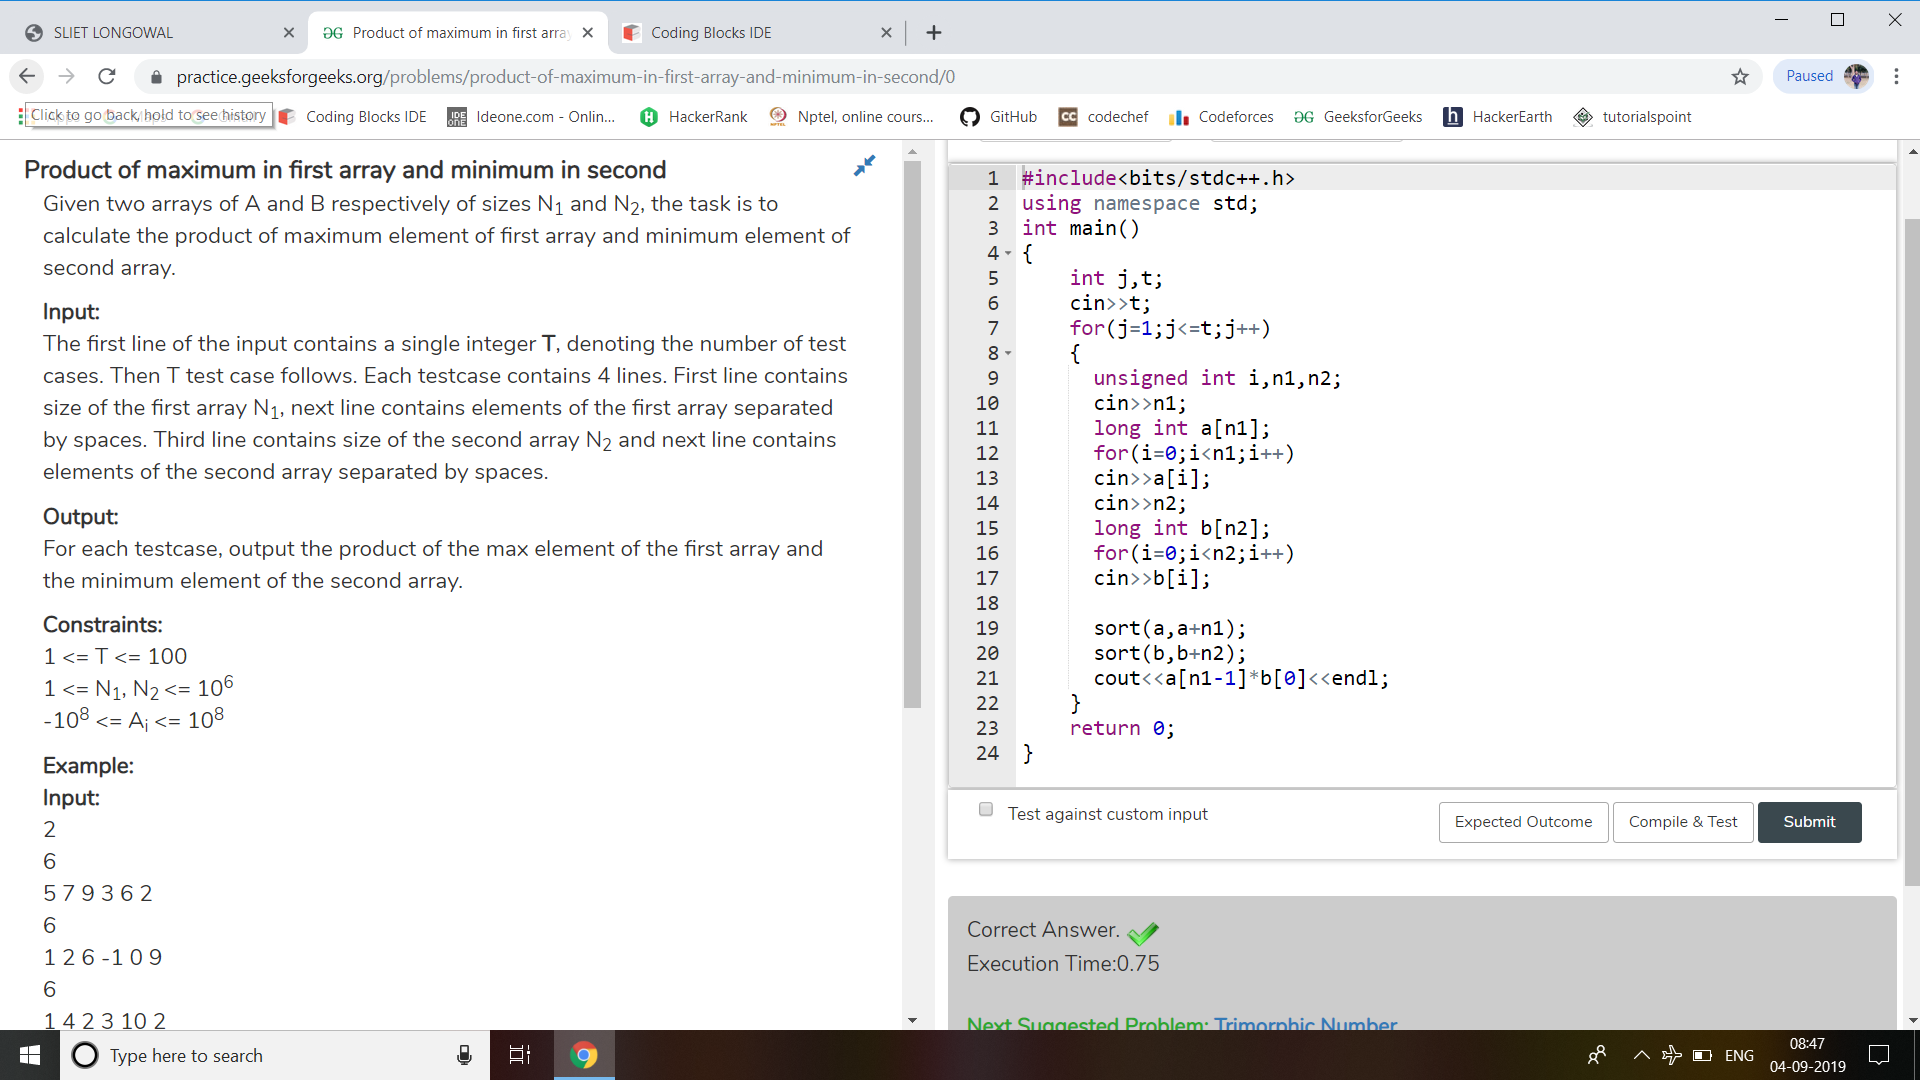 SLIET LONGOWAL
Product of maximum in first arra
Coding Blocks IDE
practice.geeksforgeeks.org/problems/product-of-maximum-in-first-array-and-minimum-in-second/0
Paused
Click to go back, hold to see history
Coding Blocks IDE
Ideone.com - Onlin...
HackerRank
Nptel, online cours...
GitHub
codechef
Codeforces
GeeksforGeeks
HackerEarth
tutorialspoint
Product of maximum in first array and minimum in second
Given two arrays of A and B respectively of sizes N1 and N2, the task is to
calculate the product of maximum element of first array and minimum element of
second array.
Input:
The first line of the input contains a single integer T, denoting the number of test
cases. Then T test case follows. Each testcase contains 4 lines. First line contains
size of the first array N1, next line contains elements of the first array separated
by spaces. Third line contains size of the second array N2 and next line contains
elements of the second array separated by spaces.
Output:
For each testcase, output the product of the max element of the first array and
the minimum element of the second array.
Constraints:
1 <= T <= 100
1 <= N1, N2 <= 10^6
-10^8 <= Ai <= 10^8
Example:
Input:
2
6
5 7 9 3 6 2
6
1 2 6 -1 0 9
6
1 4 2 3 10 2
1 #include<bits/stdc++.h>
2 using namespace std;
3 int main()
4 {
5 int j,t;
6 cin>>t;
7 for(j=1;j<=t;j++)
8 {
9 unsigned int i,n1,n2;
10 cin>>n1;
11 long int a[n1];
12 for(i=0;i<n1;i++)
13 cin>>a[i];
14 cin>>n2;
15 long int b[n2];
16 for(i=0;i<n2;i++)
17 cin>>b[i];
18
19 sort(a,a+n1);
20 sort(b,b+n2);
21 cout<<a[n1-1]*b[0]<<endl;
22 }
23 return 0;
24 }
Test against custom input
Expected Outcome
Compile & Test
Submit
Correct Answer.
Execution Time:0.75
Next Suggested Problem: Trimorphic Number
Type here to search
ENG
08:47
04-09-2019